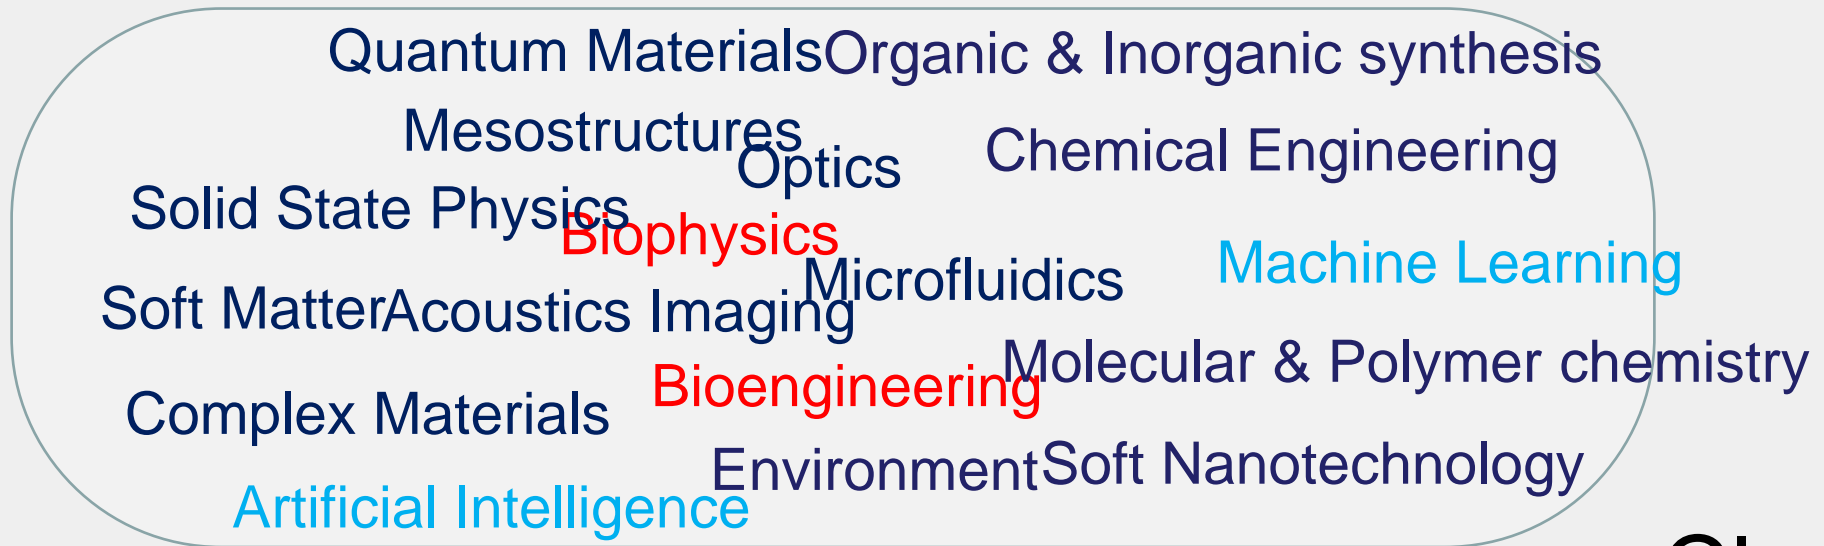 Quantum Materials
Organic & Inorganic synthesis
Mesostructures
Optics
Chemical Engineering
Solid State Physics
Biophysics
Machine Learning
Microfluidics
Soft Matter
Acoustics Imaging
Molecular & Polymer chemistry
Bioengineering
Complex Materials
Environment
Soft Nanotechnology
Artificial Intelligence